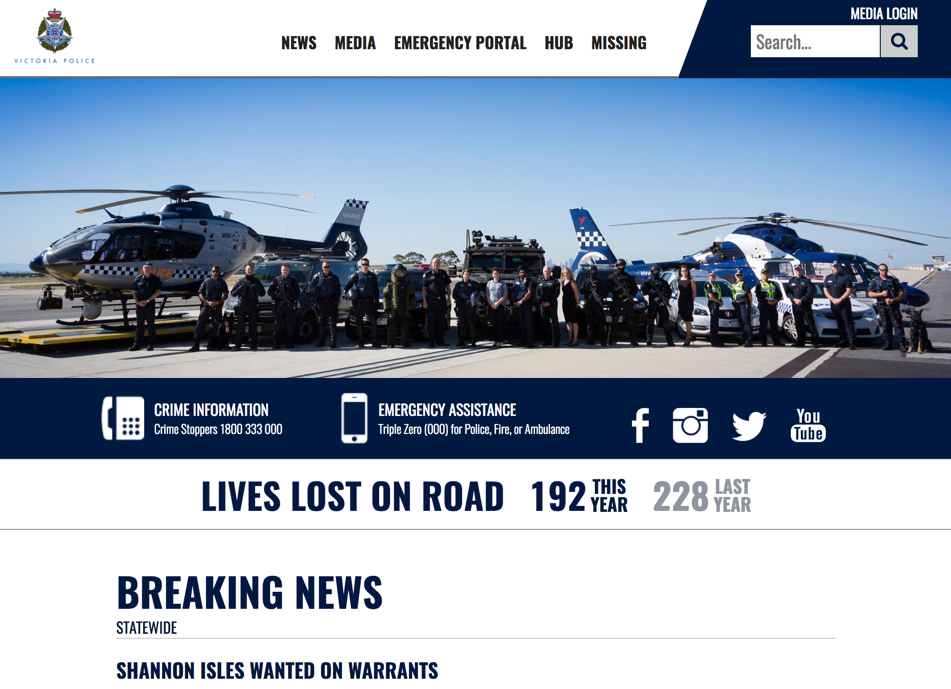 MEDIA LOGIN
VICTORIA POLICE
NEWS MEDIA EMERGENCY PORTAL HUB MISSING
Search...
POLICE
CRIME INFORMATION
Crime Stoppers 1800 333 000
EMERGENCY ASSISTANCE
Triple Zero (000) for Police, Fire, or Ambulance
You
Tube
LIVES LOST ON ROAD 192 THIS YEAR 228 LAST YEAR
BREAKING NEWS
STATEWIDE
SHANNON ISLES WANTED ON WARRANTS